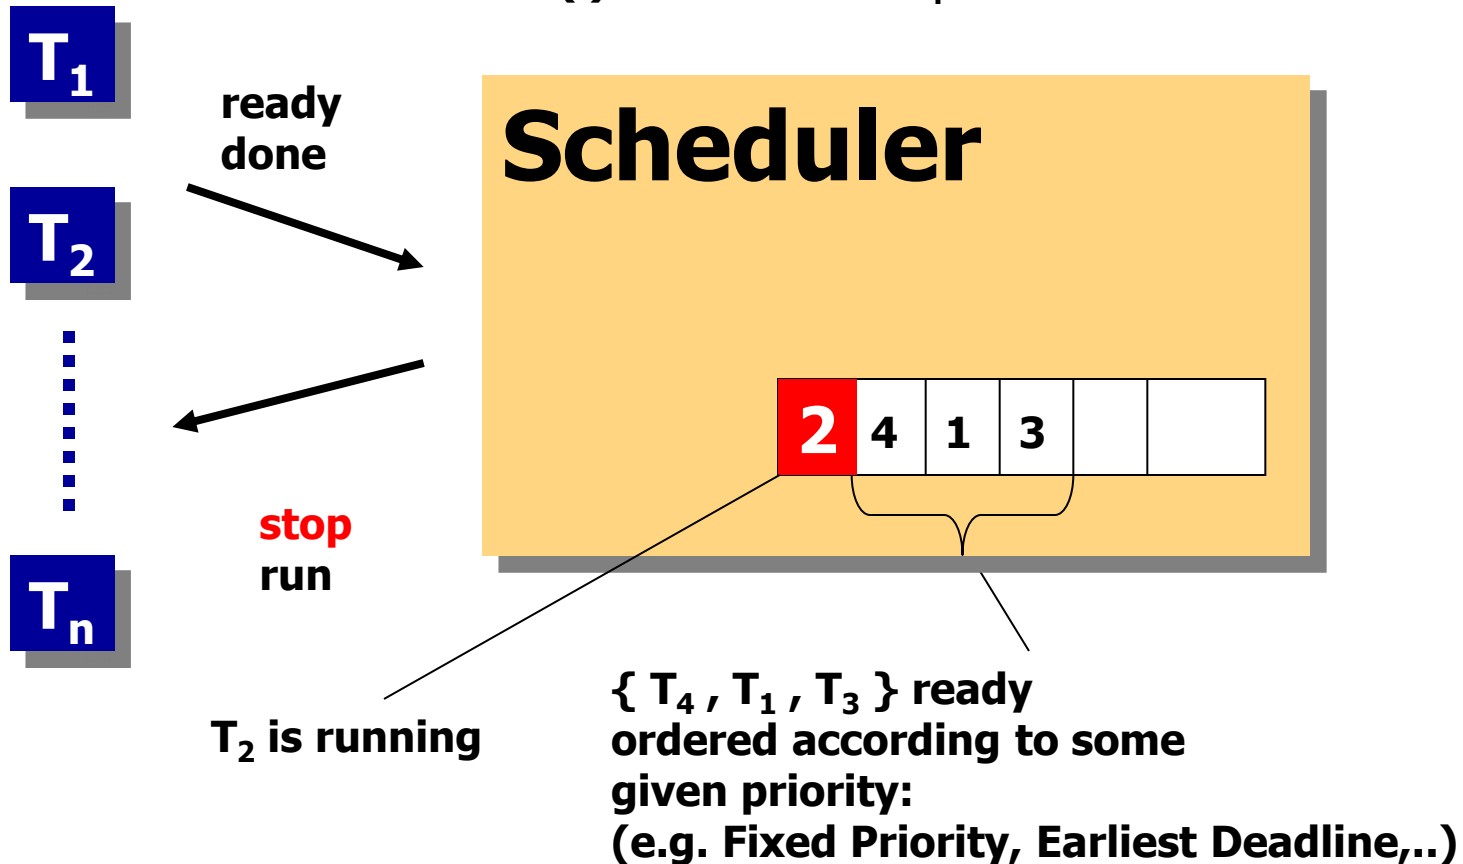 T1
ready
done
Scheduler
T2
2 4 1 3
stop
run
Tn
T2 is running
{ T4 , T1 , T3 } ready
ordered according to some
given priority:
(e.g. Fixed Priority, Earliest Deadline,..)